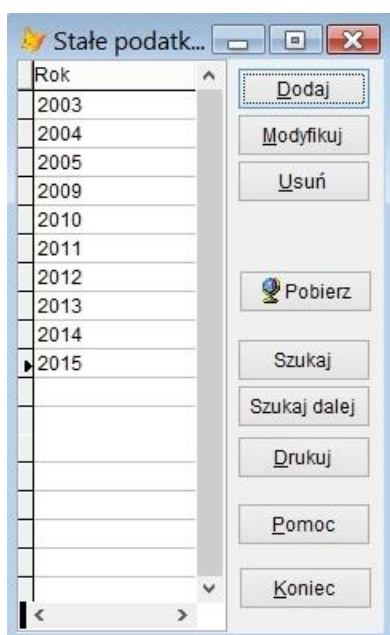 Stałe podatk...
Rok
2003
2004
2005
2009
2010
2011
2012
2013
2014
2015
Dodaj
Modyfikuj
Usuń
Pobierz
Szukaj
Szukaj dalej
Drukuj
Pomoc
Koniec